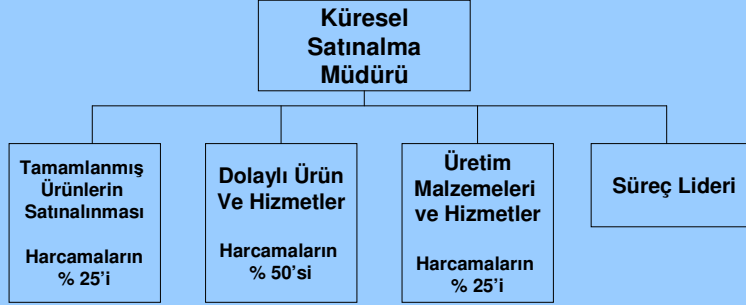 Küresel
Satınalma
Müdürü
Tamamlanmış
Ürünlerin
Satınalınması
Harcamaların
% 25’i
Dolaylı Ürün
Ve Hizmetler
Harcamaların
% 50’si
Üretim
Malzemeleri
ve Hizmetler
Harcamaların
% 25’i
Süreç Lideri